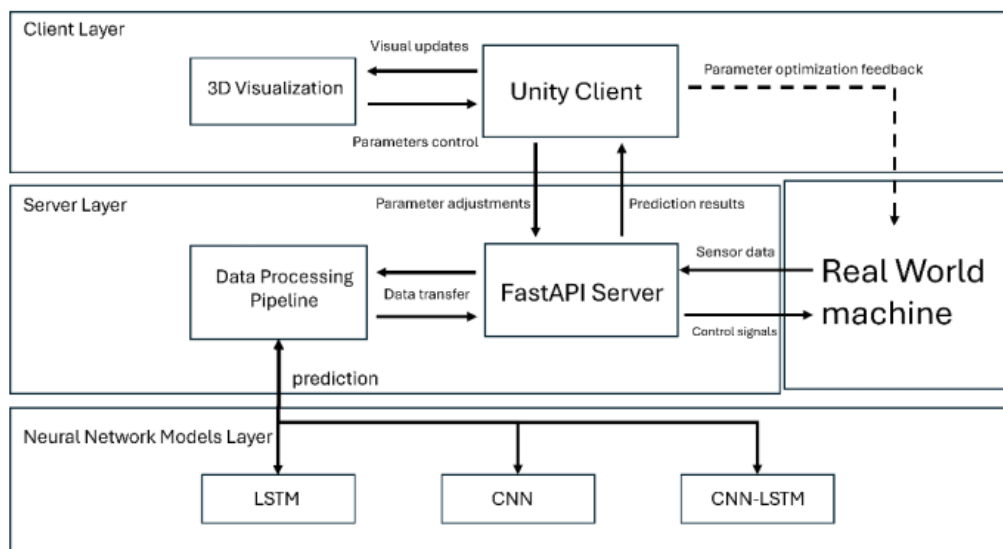 Client Layer
Visual updates
3D Visualization
Unity Client
Parameter optimization feedback
Parameters control
Server Layer
Parameter adjustments
Prediction results
Data Processing
Pipeline
Data transfer
FastAPI Server
Sensor data
Control signals
Real World
machine
prediction
Neural Network Models Layer
LSTM
CNN
CNN-LSTM